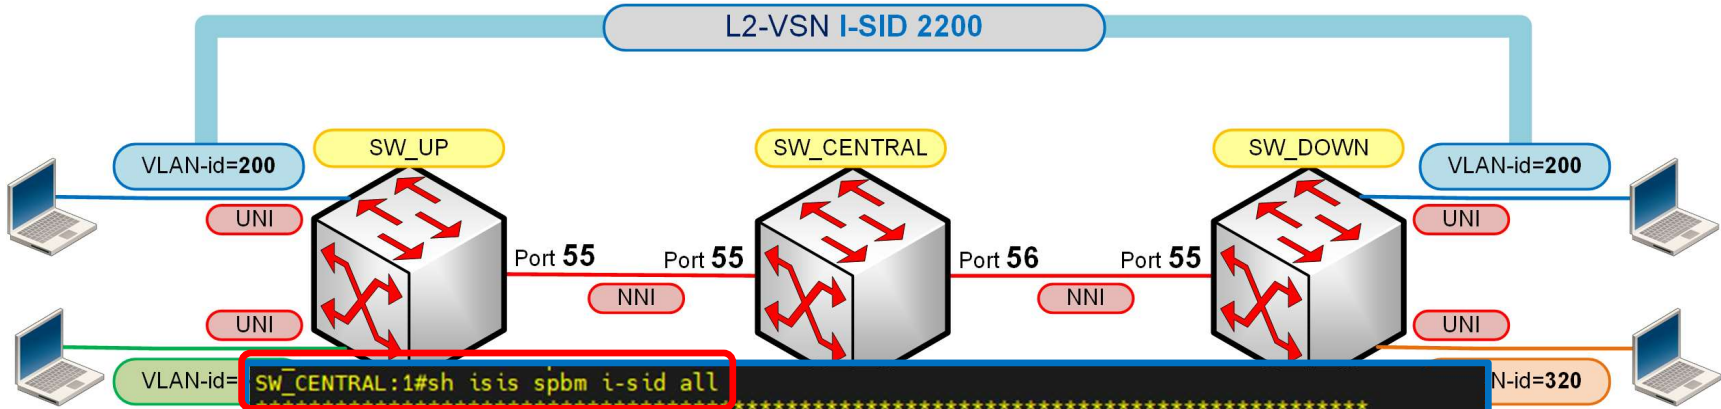 L2-VSN I-SID 2200
VLAN-id=200
SW_UP
SW_CENTRAL
SW_DOWN
VLAN-id=200
UNI
UNI
Port 55
Port 55
Port 56
Port 55
NNI
NNI
UNI
UNI
VLAN-id=
SW_CENTRAL:1#sh isis spbm i-sid all
N-id=320